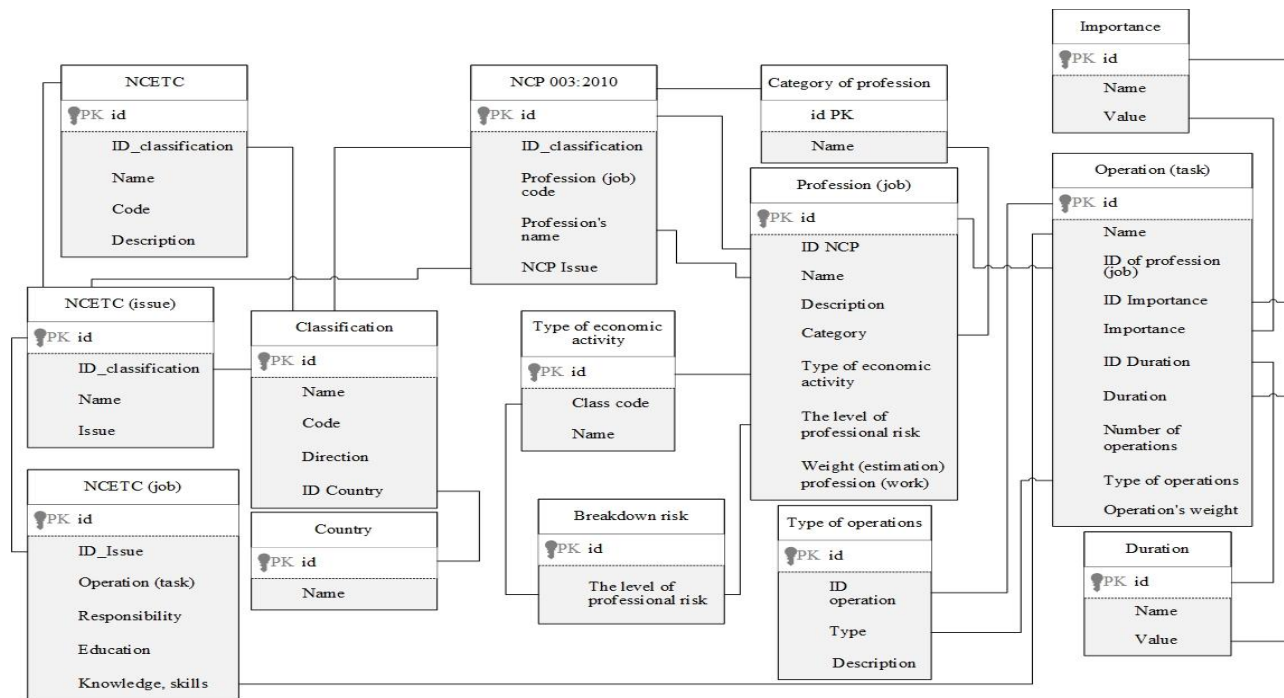 NCETC
PK id
ID_classification
Name
Code
Description
NCETC (issue)
PK id
ID_classification
Name
Issue
NCETC (job)
PK id
ID_Issue
Operation (task)
Responsibility
Education
Knowledge, skills
Classification
PK id
Name
Code
Direction
ID Country
Country
PK id
Name
NCP 003:2010
PK id
ID_classification
Profession (job)
code
Profession's
name
NCP Issue
Type of economic
activity
PK id
Class code
Name
Breakdown risk
PK id
The level of
professional risk
Category of profession
id PK
Name
Profession (job)
PK id
ID NCP
Name
Description
Category
Type of economic
activity
The level of
professional risk
Weight (estimation)
profession (work)
Type of operations
PK id
ID
operation
Type
Description
Importance
PK id
Name
Value
Operation (task)
PK id
Name
ID of profession
(job)
ID Importance
Importance
ID Duration
Duration
Number of
operations
Type of operations
Operation's weight
Duration
PK id
Name
Value